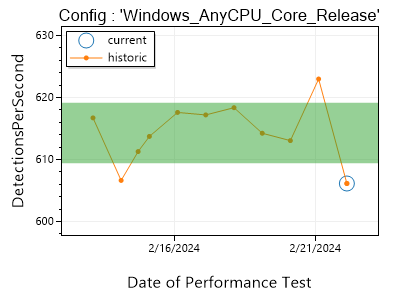 Config : 'Windows_AnyCPU_Core_Release'
current
historic
630
620
610
600
DetectionsPerSecond
2/16/2024
2/21/2024
Date of Performance Test